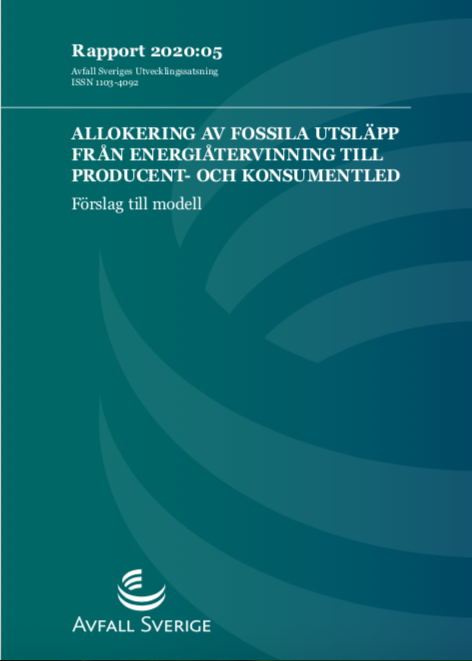 Rapport 2020:05
Avfall Sveriges Utvecklingssatsning
ISSN 1103-4092
ALLOKERING AV FOSSILA UTSLÄPP
FRÅN ENERGIÅTERVINNING TILL
PRODUCENT- OCH KONSUMENTLED
Förslag till modell
AVFALL SVERIGE